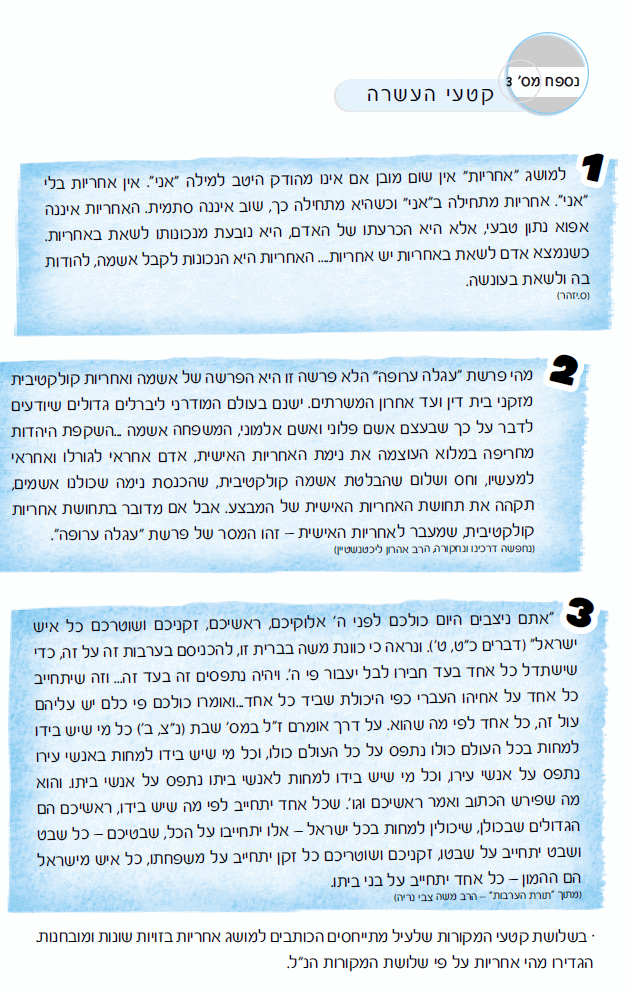 נספח מס' 3
קטעי העשרה
1
למושג "אחריות" אין שום מובן אם אינו מהודק היטב למילה "אני". אין אחריות בלי
"אני". אחריות מתחילה ב"אני" וכשהיא מתחילה כך, שוב איננה סתמית. האחריות איננה
אפוא נתון טבעי, אלא היא הכרעתו של האדם, היא נובעת מנכונותו לשאת באחריות.
כשנמצא אדם לשאת באחריות יש אחריות.... האחריות היא הנכונות לקבל אשמה, להודות
בה ולשאת בעונשה.
(ס.יזהר)
2
מהי פרשת "עגלה ערופה" הלא פרשה זו היא הפרשה של אשמה ואחריות קולקטיבית
מזקני בית דין ועד אחרון המשרתים. ישנם בעולם המודרני ליברלים גדולים שיודעים
לדבר על כך שבעצם אשם פלוני ואשם אלמוני, המשפחה אשמה ...השקפת היהדות
מחריפה במלוא העוצמה את נימת האחריות האישית, אדם אחראי לגורלו ואחראי
למעשיו, וחס ושלום שהבלטת אשמה קולקטיבית, שהכנסת נימה שכולנו אשמים,
תקהה את תחושת האחריות האישית של המבצע. אבל אם מדובר בתחושת אחריות
קולקטיבית, שמעבר לאחריות האישית – זהו המסר של פרשת "עגלה ערופה".
(נחפשה דרכינו ונחקורה, הרב אהרון ליכטנשטיין)
3
"אתם ניצבים היום כולכם לפני ה' אלוקיכם, ראשיכם, זקניכם ושוטרכם כל איש
ישראל" (דברים כ"ט, ט'). ונראה כי כוונת משה בברית זו, להכניסם בערבות זה על זה, כדי
שישתדל כל אחד בעד חבירו לבל יעבור פי ה'. ויהיה נתפסים זה בעד זה... וזה שיתחייב
כל אחד על אחיהו העברי כפי היכולת שביד כל אחד...ואומרו כולכם פי כלם יש עליהם
עול זה, כל אחד לפי מה שהוא. על דרך אומרם ז"ל במס' שבת (נ"צ, ב') כל מי שיש בידו
למחות בכל העולם כולו נתפס על כל העולם כולו, וכל מי שיש בידו למחות באנשי עירו
נתפס על אנשי עירו, וכל מי שיש בידו למחות לאנשי ביתו נתפס על אנשי ביתו. והוא
מה שפירש הכתוב ואמר ראשיכם וגו'. שכל אחד יתחייב לפי מה שיש בידו, ראשיכם הם
הגדולים שבכולן, שיכולין למחות בכל ישראל – אלו יתחייבו על הכל, שבטיכם – כל שבט
ושבט יתחייב על שבטו, זקניכם ושוטריכם כל זקן יתחייב על משפחתו, כל איש מישראל
הם ההמון – כל אחד יתחייב על בני ביתו.
(מתוך "תורת הערבות" – הרב משה צבי נריה)
· בשלושת קטעי המקורות שלעיל מתייחסים הכותבים למושג אחריות בזויות שונות ומובחנות.
הגדירו מהי אחריות על פי שלושת המקורות הנ"ל.